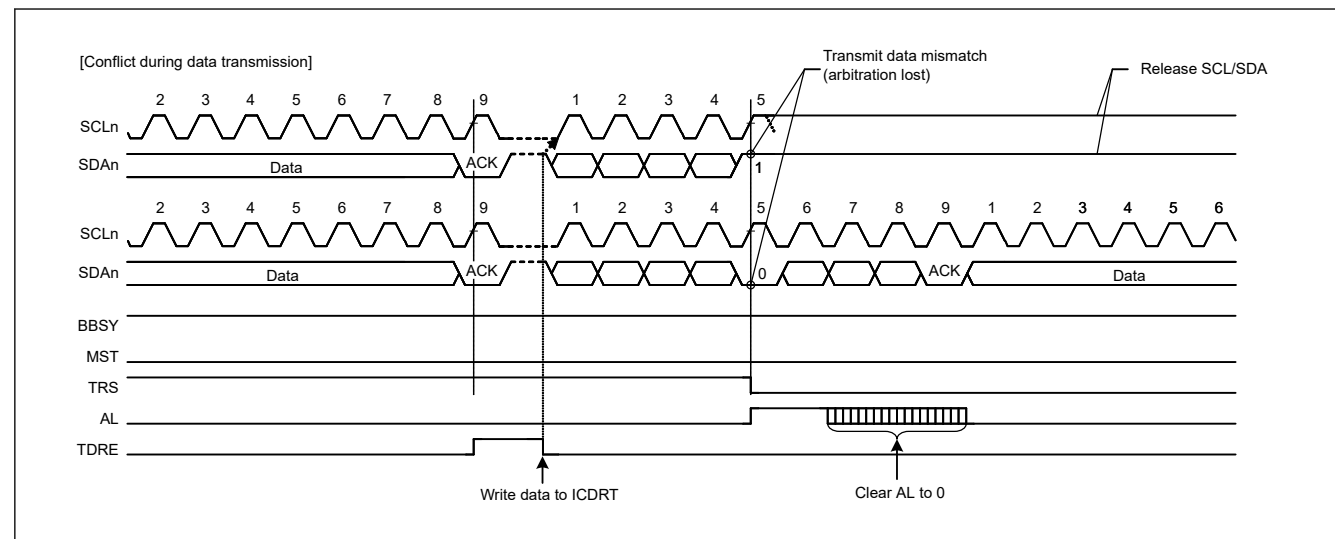 [Conflict during data transmission]
Transmit data mismatch
(arbitration lost)
Release SCL/SDA
2 3 4 5 6 7 8 9 1 2 3 4 5
SCLn
SDAn Data ACK 1
2 3 4 5 6 7 8 9 1 2 3 4 5 6 7 8 9 1 2 3 4 5 6
SCLn
SDAn Data ACK 0 ACK Data
BBSY
MST
TRS
AL
TDRE
Write data to ICDRT Clear AL to 0